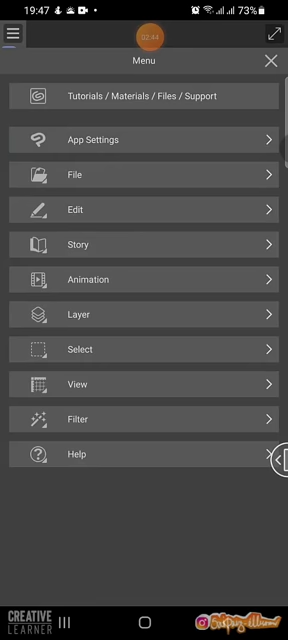 19:47
73%
02:44
Menu
Tutorials / Materials / Files / Support
App Settings
File
Edit
Story
Animation
Layer
Select
View
Filter
Help
CREATIVE
LEARNER